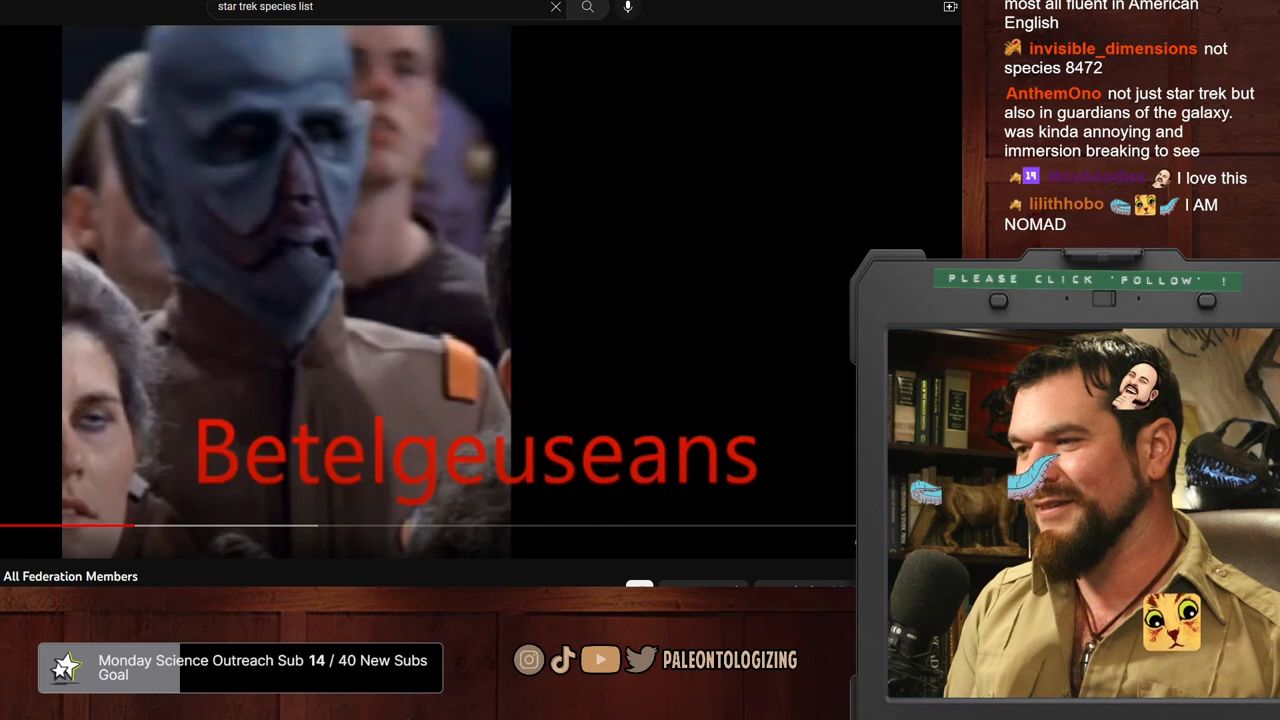 star trek species list
Betelgeuseans
All Federation Members
most all fluent in American
English
invisible_dimensions not
species 8472
AnthemOno not just star trek but
also in guardians of the galaxy.
was kinda annoying and
immersion breaking to see
14 I love this
lilithhobo I AM
NOMAD
PLEASE CLICK 'FOLLOW' !
Monday Science Outreach Sub 14 / 40 New Subs
Goal
PALEONTOLOGIZING